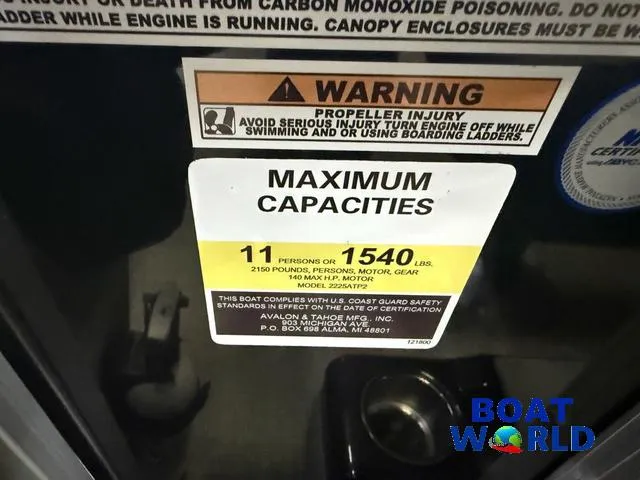 OR DEATH FROM CARBON MONOXIDE POISONING. DO NO
ADDER WHILE ENGINE IS RUNNING. CANOPY ENCLOSURES MUST BE
WARNING
PROPELLER INJURY
AVOID SERIOUS INJURY TURN ENGINE OFF WHILE
SWIMMING AND/OR USING BOARDING LADDERS.
MAXIMUM
CAPACITIES
11 PERSONS OR 1540 LBS.
2150 POUNDS, PERSONS, MOTOR, GEAR
140 MAX H.P. MOTOR
MODEL 2225ATP2
THIS BOAT COMPLIES WITH U.S. COAST GUARD SAFETY
STANDARDS IN EFFECT ON THE DATE OF CERTIFICATION
AVALON & TAHOE MFG., INC.
903 MICHIGAN AVE.
P.O. BOX 698 ALMA, MI 48801
121800
BOAT
WORLD